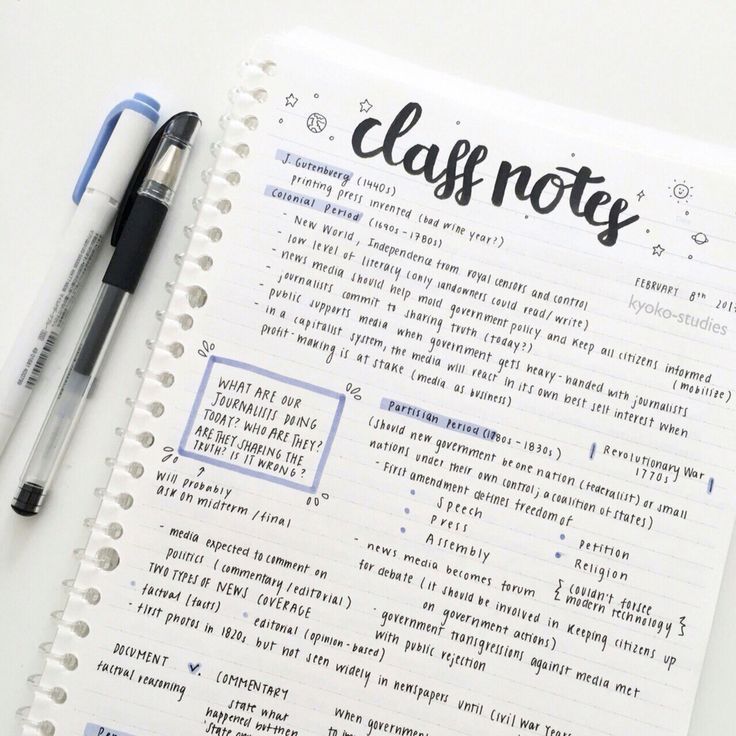 class notes
FEBRUARY 8TH 201
kyoko-studies
J. Gutenburg (1440s)
printing press invented (bad wine year?)
Colonial Period (1690s-1780s)
- New World, Independence from royal censors and control
- low level of literacy (only landowners could read/write)
- news media should help mold government policy and keep all citizens informed
(mobilize)
- journalists commit to sharing truth (today?)
- public supports media when government gets heavy-handed with journalists
- in a capitalist system, the media will react in its own best self interest when
profit-making is at stake (media as business)
WHAT ARE OUR
JOURNALISTS DOING
TODAY? WHO ARE THEY?
ARE THEY SHARING THE
TRUTH? IS IT WRONG?
will probably
ask on midterm/final
Partisian Period (1780s-1830s)
Revolutionary War
1770s
(should new government be one nation (federalist) or small
nations under their own control; a coalition of states)
- First amendment defines freedom of
• Speech
• Press
• Assembly
• Petition
• Religion
- news media becomes forum
for debate (it should be involved in keeping citizens up
on government actions)
{ couldn't forsee
modern technology }
- government transgressions against media met
with public rejection
- media expected to comment on
politics (commentary/editorial)
TWO TYPES OF NEWS COVERAGE
• factual (facts)
• editorial (opinion-based)
- first photos in 1820s but not seen widely in newspapers until Civil War Years
DOCUMENT
factual reasoning
v.
COMMENTARY
state what
happened but then
When government